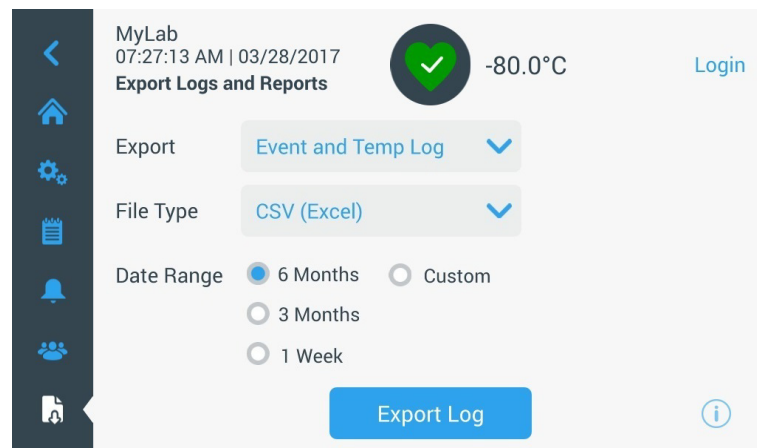 MyLab
07:27:13 AM | 03/28/2017
Export Logs and Reports
-80.0°C
Login
Export
Event and Temp Log
File Type
CSV (Excel)
Date Range
6 Months
Custom
3 Months
1 Week
Export Log
i